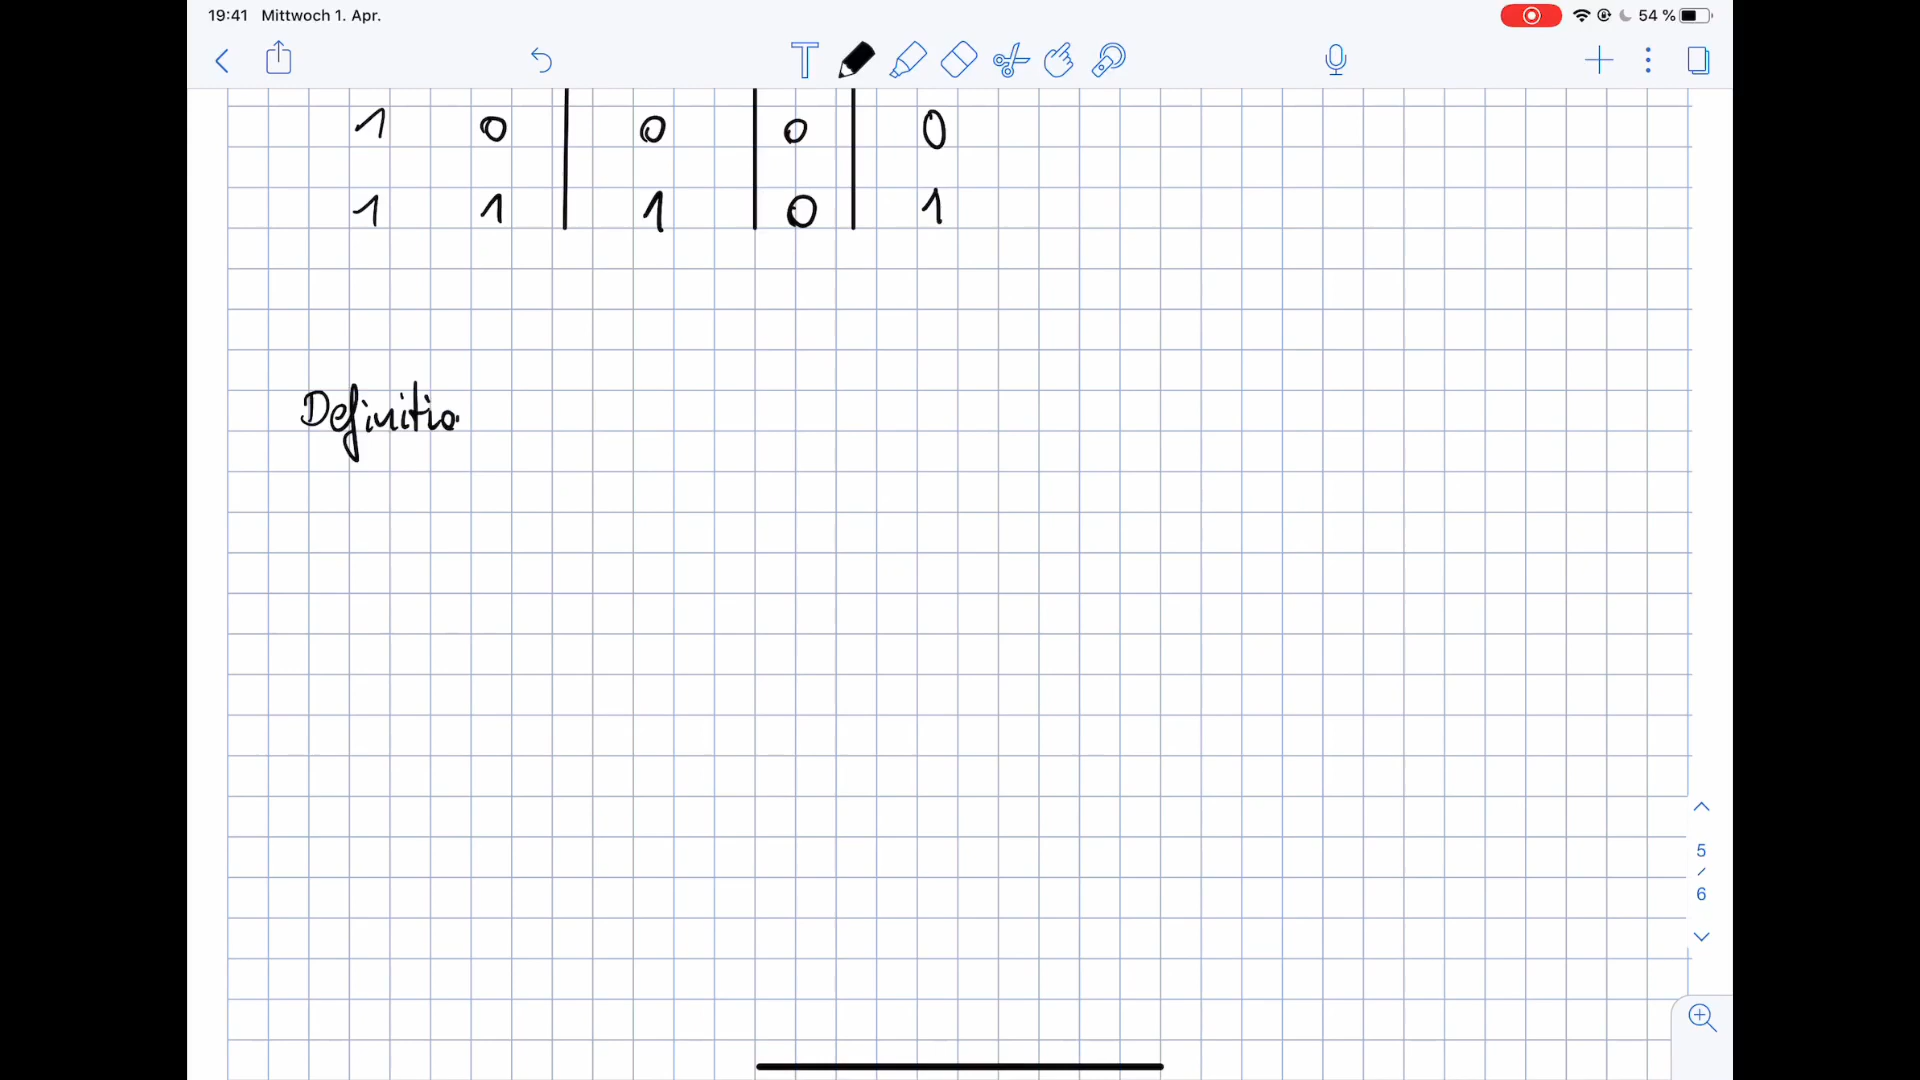 19:41 Mittwoch 1. Apr. 54 %
T
1 0 | 0 | 0 | 0
1 1 | 1 | 0 | 1
Definitio
5
/
6